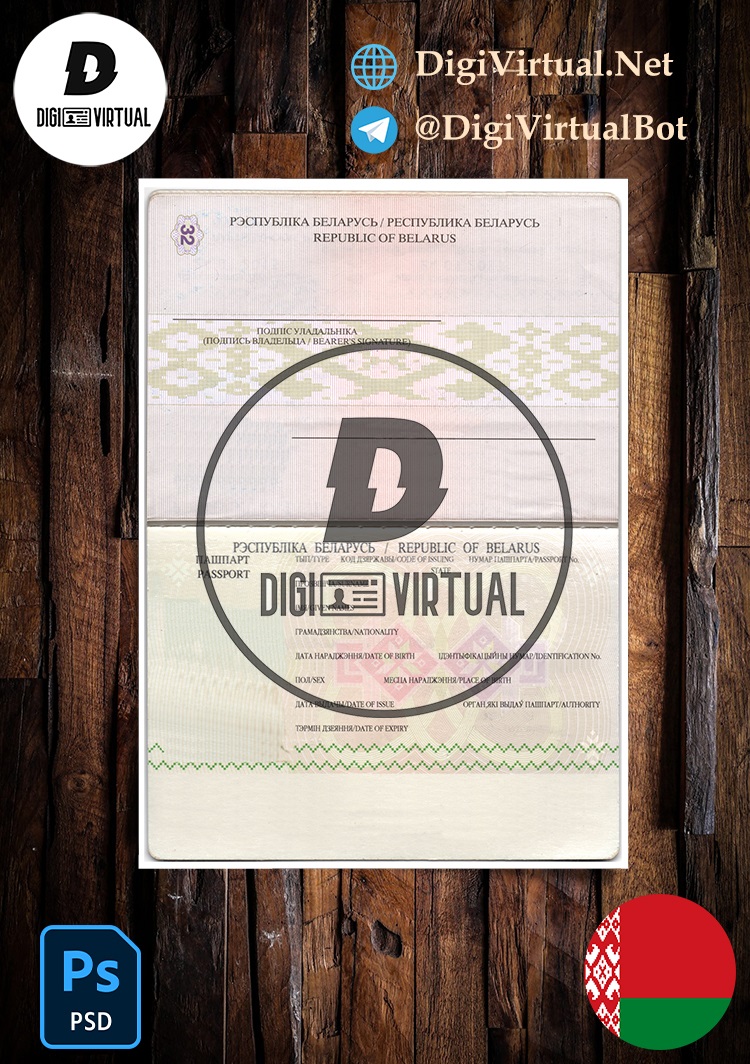 DIGI VIRTUAL
DigiVirtual.Net
@DigiVirtualBot
32
РЭСПУБЛІКА БЕЛАРУСЬ / РЕСПУБЛИКА БЕЛАРУСЬ
REPUBLIC OF BELARUS
ПОДПІС УЛАДАЛЬНІКА
(ПОДПИСЬ ВЛАДЕЛЬЦА / BEARER'S SIGNATURE)
D
РЭСПУБЛІКА БЕЛАРУСЬ / REPUBLIC OF BELARUS
ПАШПАРТ
PASSPORT
ТЫП/TYPE КОД ДЗЯРЖАВЫ/CODE OF ISSUING STATE НУМАР ПАШПАРТА/PASSPORT No.
DIGI VIRTUAL
ІМЯ/GIVEN NAMES
ГРАМАДЗЯНСТВА/NATIONALITY
ДАТА НАРАДЖЭННЯ/DATE OF BIRTH ІДЭНТЫФІКАЦЫЙНЫ НУМАР/IDENTIFICATION No.
ПОЛ/SEX МЕСЦА НАРАДЖЭННЯ/PLACE OF BIRTH
ДАТА ВЫДАЧЫ/DATE OF ISSUE ОРГАН,ЯКІ ВЫДАЎ ПАШПАРТ/AUTHORITY
ТЭРМІН ДЗЕЯННЯ/DATE OF EXPIRY
Ps
PSD